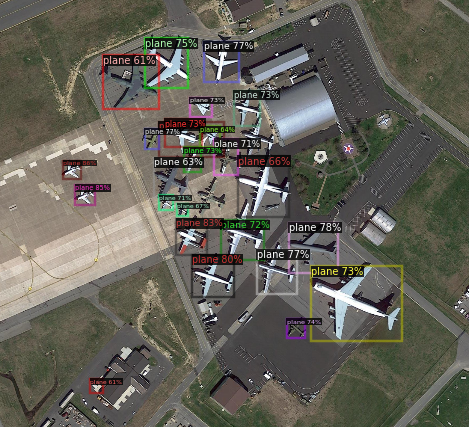 plane 75%
plane 77%
plane 61%
plane 73%
plane 73%
plane 73%
plane 77%
plane 64%
plane 71%
plane 73%
plane 63%
plane 66%
plane 85%
plane 71%
plane 67%
plane 83%
plane 72%
plane 78%
plane 77%
plane 80%
plane 73%
plane 74%
plane 61%